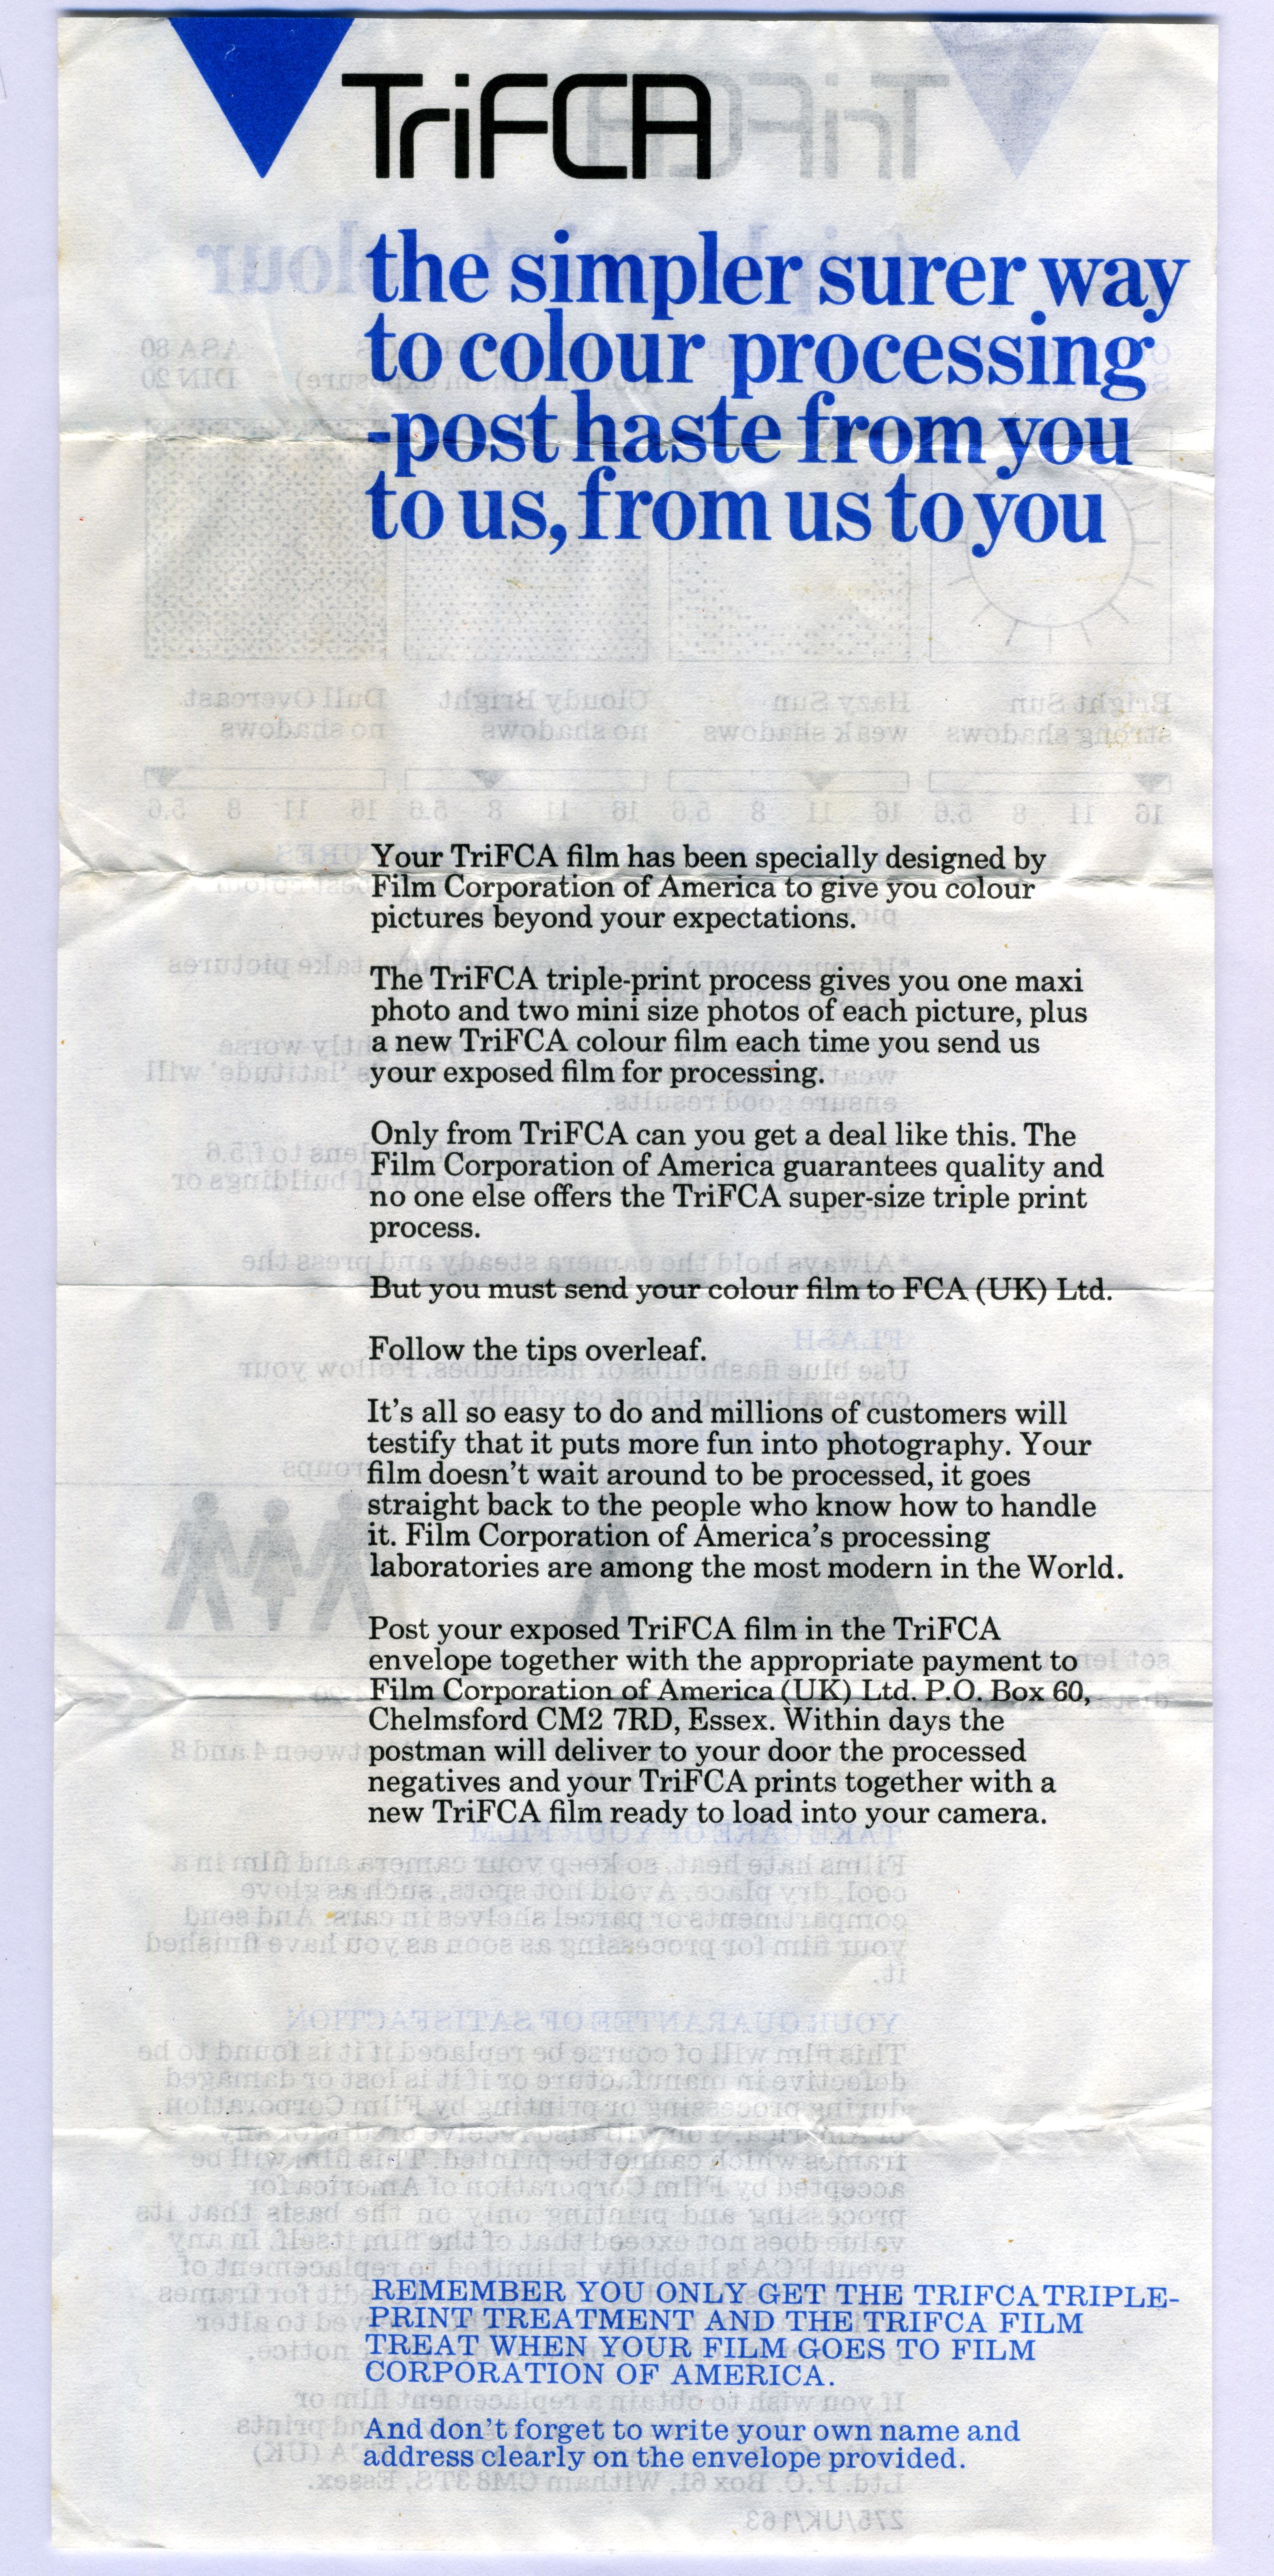 TriFCA
the simpler surer way
to colour processing
-post haste from you
to us, from us to you
Your TriFCA film has been specially designed by
Film Corporation of America to give you colour
pictures beyond your expectations.
The TriFCA triple-print process gives you one maxi
photo and two mini size photos of each picture, plus
a new TriFCA colour film each time you send us
your exposed film for processing.
Only from TriFCA can you get a deal like this. The
Film Corporation of America guarantees quality and
no one else offers the TriFCA super-size triple print
process.
But you must send your colour film to FCA (UK) Ltd.
Follow the tips overleaf.
It's all so easy to do and millions of customers will
testify that it puts more fun into photography. Your
film doesn't wait around to be processed, it goes
straight back to the people who know how to handle
it. Film Corporation of America's processing
laboratories are among the most modern in the World.
Post your exposed TriFCA film in the TriFCA
envelope together with the appropriate payment to
Film Corporation of America (UK) Ltd. P.O. Box 60,
Chelmsford CM2 7RD, Essex. Within days the
postman will deliver to your door the processed
negatives and your TriFCA prints together with a
new TriFCA film ready to load into your camera.
REMEMBER YOU ONLY GET THE TRIFCA TRIPLE-
PRINT TREATMENT AND THE TRIFCA FILM
TREAT WHEN YOUR FILM GOES TO FILM
CORPORATION OF AMERICA.
And don't forget to write your own name and
address clearly on the envelope provided.